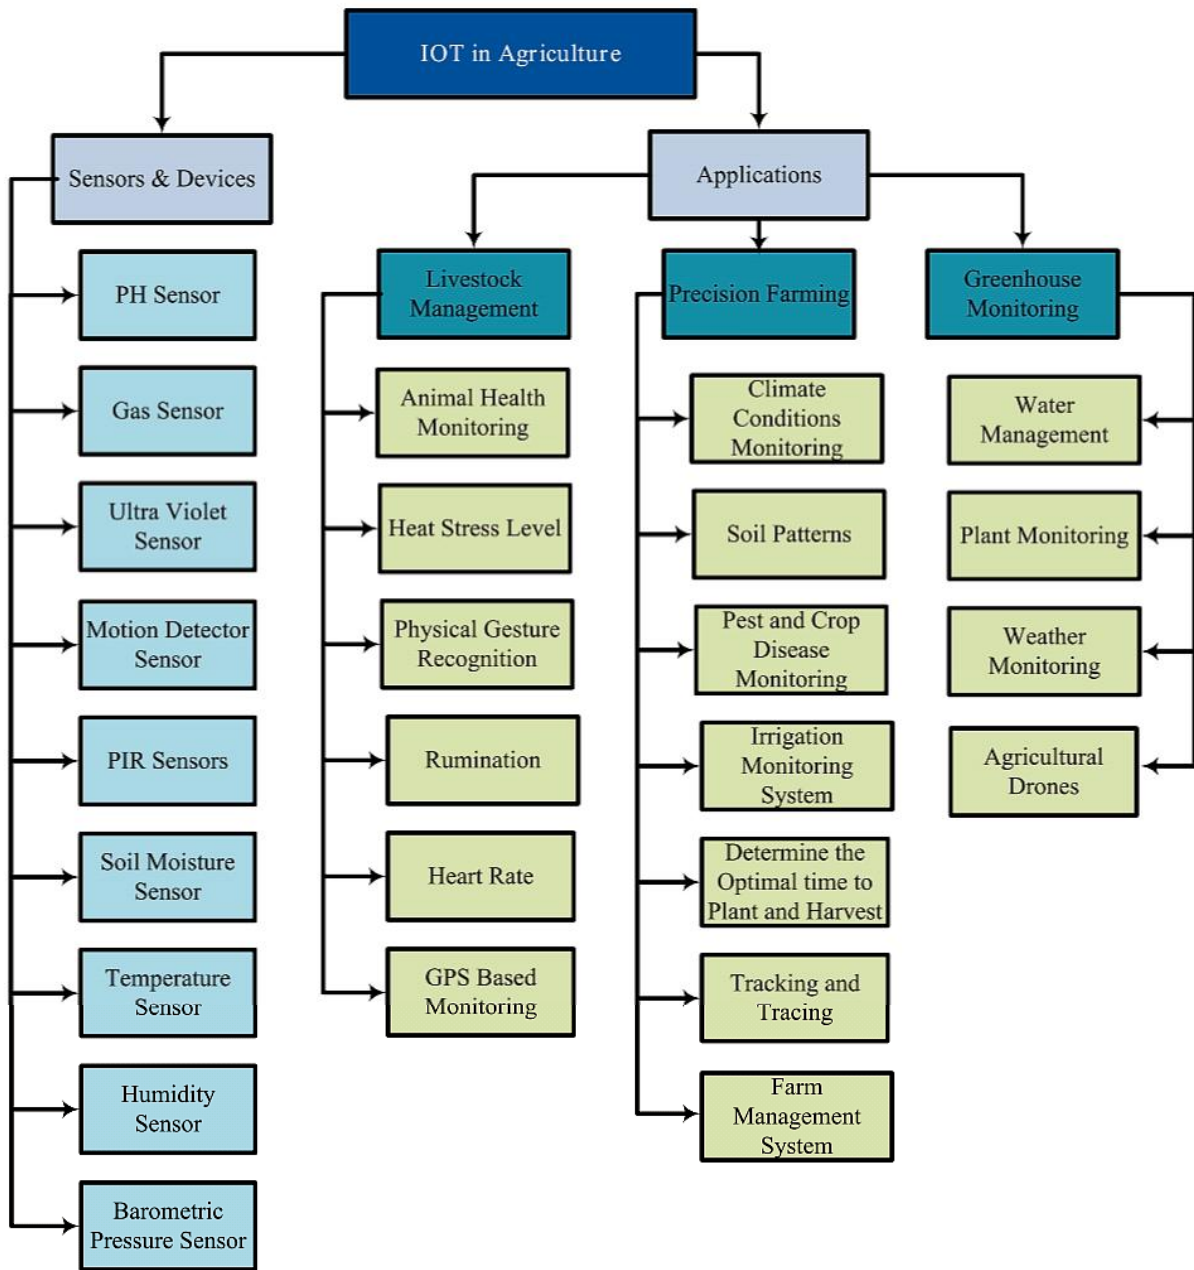 IOT in Agriculture
Sensors & Devices
Applications
PH Sensor
Gas Sensor
Ultra Violet
Sensor
Motion Detector
Sensor
PIR Sensors
Soil Moisture
Sensor
Temperature
Sensor
Humidity
Sensor
Barometric
Pressure Sensor
Livestock
Management
Animal Health
Monitoring
Heat Stress Level
Physical Gesture
Recognition
Rumination
Heart Rate
GPS Based
Monitoring
Precision Farming
Climate
Conditions
Monitoring
Soil Patterns
Pest and Crop
Disease
Monitoring
Irrigation
Monitoring
System
Determine the
Optimal time to
Plant and Harvest
Tracking and
Tracing
Farm
Management
System
Greenhouse
Monitoring
Water
Management
Plant Monitoring
Weather
Monitoring
Agricultural
Drones